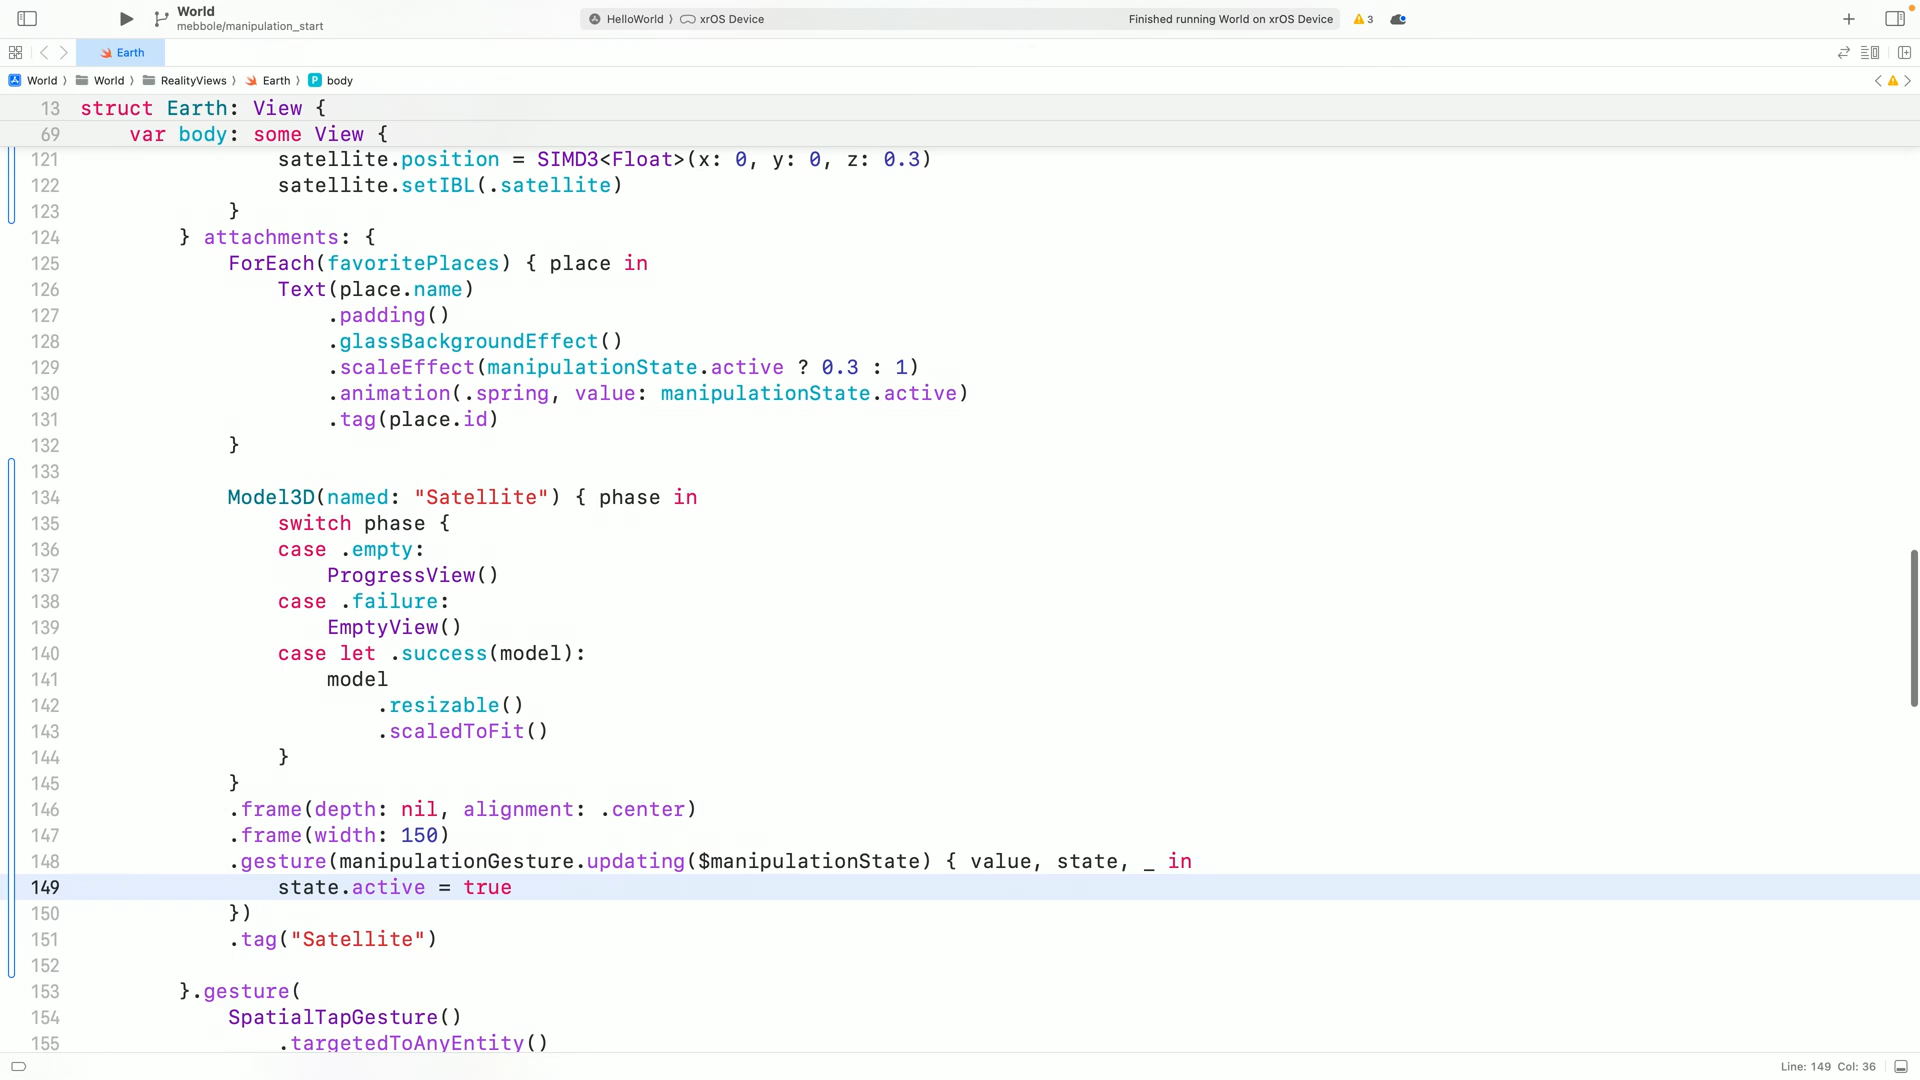 World
mebbole/manipulation_start
HelloWorld 〉 xrOS Device
Finished running World on xrOS Device
3
Earth
World 〉 World 〉 RealityViews 〉 Earth 〉 P body
13 struct Earth: View {
69 var body: some View {
121 satellite.position = SIMD3<Float>(x: 0, y: 0, z: 0.3)
122 satellite.setIBL(.satellite)
123 }
124 } attachments: {
125 ForEach(favoritePlaces) { place in
126 Text(place.name)
127 .padding()
128 .glassBackgroundEffect()
129 .scaleEffect(manipulationState.active ? 0.3 : 1)
130 .animation(.spring, value: manipulationState.active)
131 .tag(place.id)
132 }
133
134 Model3D(named: "Satellite") { phase in
135 switch phase {
136 case .empty:
137 ProgressView()
138 case .failure:
139 EmptyView()
140 case let .success(model):
141 model
142 .resizable()
143 .scaledToFit()
144 }
145 }
146 .frame(depth: nil, alignment: .center)
147 .frame(width: 150)
148 .gesture(manipulationGesture.updating($manipulationState) { value, state, _ in
149 state.active = true
150 })
151 .tag("Satellite")
152
153 }.gesture(
154 SpatialTapGesture()
155 .targetedToAnyEntity()
Line: 149 Col: 36